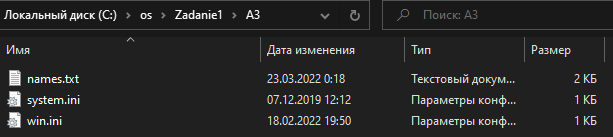 Локальный диск (C:) › os › Zadanie1 › A3 Поиск: A3
Имя Дата изменения Тип Размер
names.txt 23.03.2022 0:18 Текстовый докум... 2 КБ
system.ini 07.12.2019 12:12 Параметры конф... 1 КБ
win.ini 18.02.2022 19:50 Параметры конф... 1 КБ